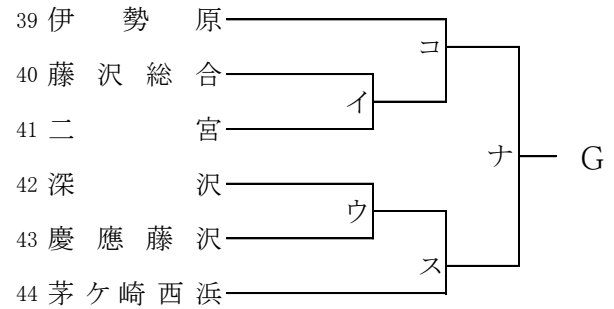 39 伊勢原
コ
40 藤沢総合
イ
41 二宮
ナ G
42 深沢
ウ
43 慶應藤沢
ス
44 茅ケ崎西浜